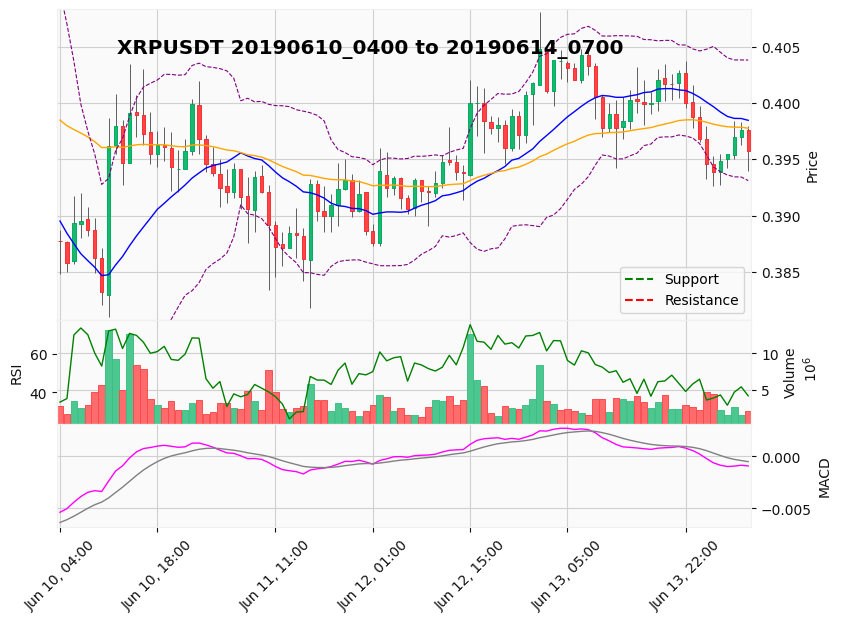 XRPUSDT 20190610_0400 to 20190614_0700
0.405
0.400
0.395
0.390
0.385
Price
Support
Resistance
60
40
RSI
10
5
Volume
10⁶
0.000
−0.005
MACD
Jun 10, 04:00
Jun 10, 18:00
Jun 11, 11:00
Jun 12, 01:00
Jun 12, 15:00
Jun 13, 05:00
Jun 13, 22:00